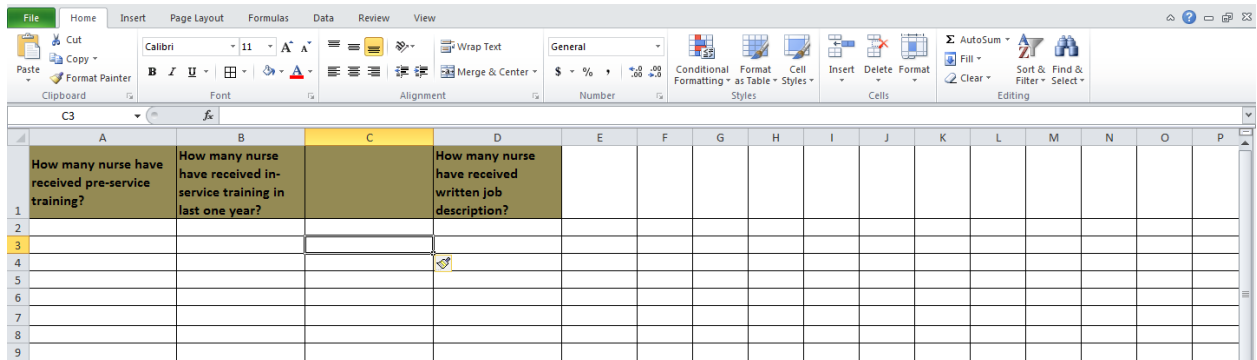 File Home Insert Page Layout Formulas Data Review View
Cut
Copy
Format Painter
Paste
Clipboard
Calibri 11 A A
B I U A
Font
Wrap Text
Merge & Center
Alignment
General
$ % , .0 .00 .00 .0
Number
Conditional Formatting
Format as Table
Cell Styles
Styles
Insert Delete Format
Cells
Σ AutoSum
Fill
Clear
Sort & Filter
Find & Select
Editing
C3 fx
A B C D E F G H I J K L M N O P
1
How many nurse have
received pre-service
training?
How many nurse
have received in-
service training in
last one year?
How many nurse
have received
written job
description?
2
3
4
5
6
7
8
9